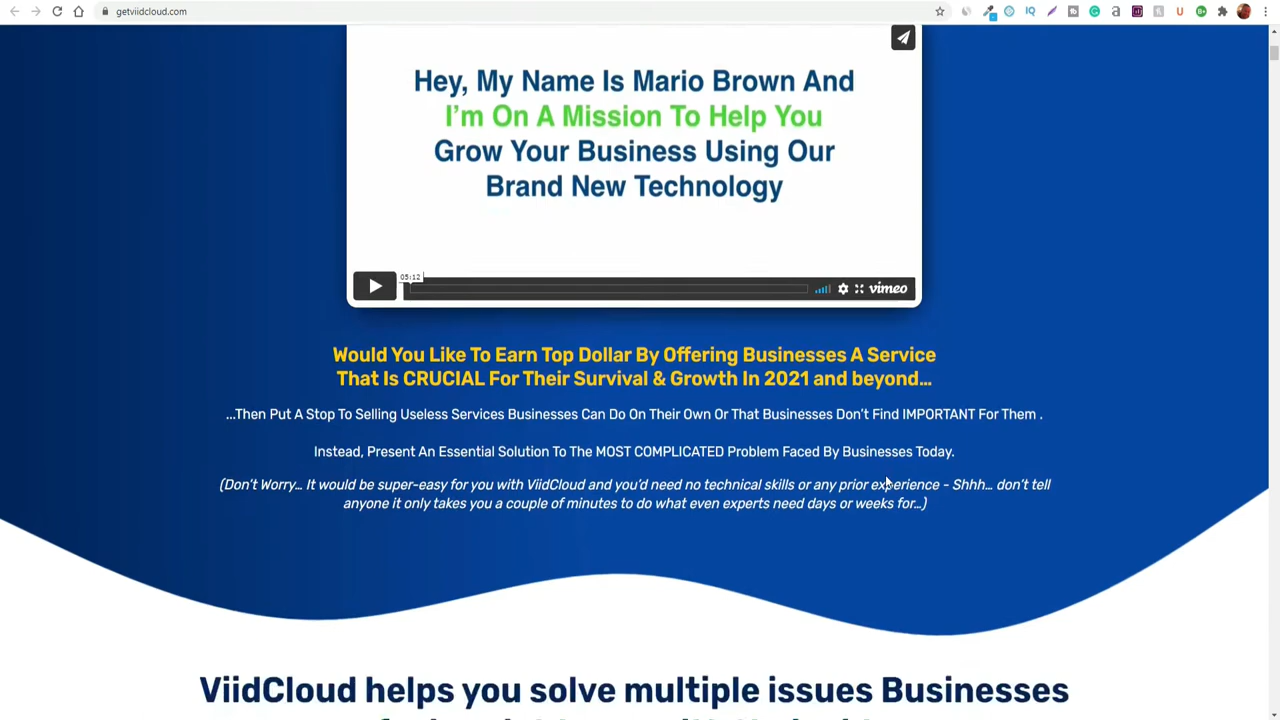 getviidcloud.com
Hey, My Name Is Mario Brown And
I'm On A Mission To Help You
Grow Your Business Using Our
Brand New Technology
05:12
vimeo
Would You Like To Earn Top Dollar By Offering Businesses A Service
That Is CRUCIAL For Their Survival & Growth In 2021 and beyond...
...Then Put A Stop To Selling Useless Services Businesses Can Do On Their Own Or That Businesses Don't Find IMPORTANT For Them .
Instead, Present An Essential Solution To The MOST COMPLICATED Problem Faced By Businesses Today.
(Don't Worry... It would be super-easy for you with ViidCloud and you'd need no technical skills or any prior experience - Shhh... don't tell
anyone it only takes you a couple of minutes to do what even experts need days or weeks for...)
ViidCloud helps you solve multiple issues Businesses